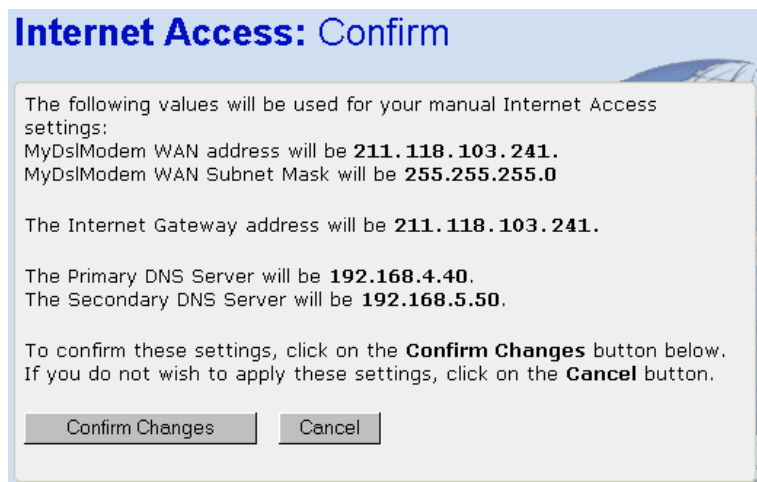 Internet Access: Confirm
The following values will be used for your manual Internet Access
settings:
MyDslModem WAN address will be 211.118.103.241.
MyDslModem WAN Subnet Mask will be 255.255.255.0
The Internet Gateway address will be 211.118.103.241.
The Primary DNS Server will be 192.168.4.40.
The Secondary DNS Server will be 192.168.5.50.
To confirm these settings, click on the Confirm Changes button below.
If you do not wish to apply these settings, click on the Cancel button.
Confirm Changes Cancel